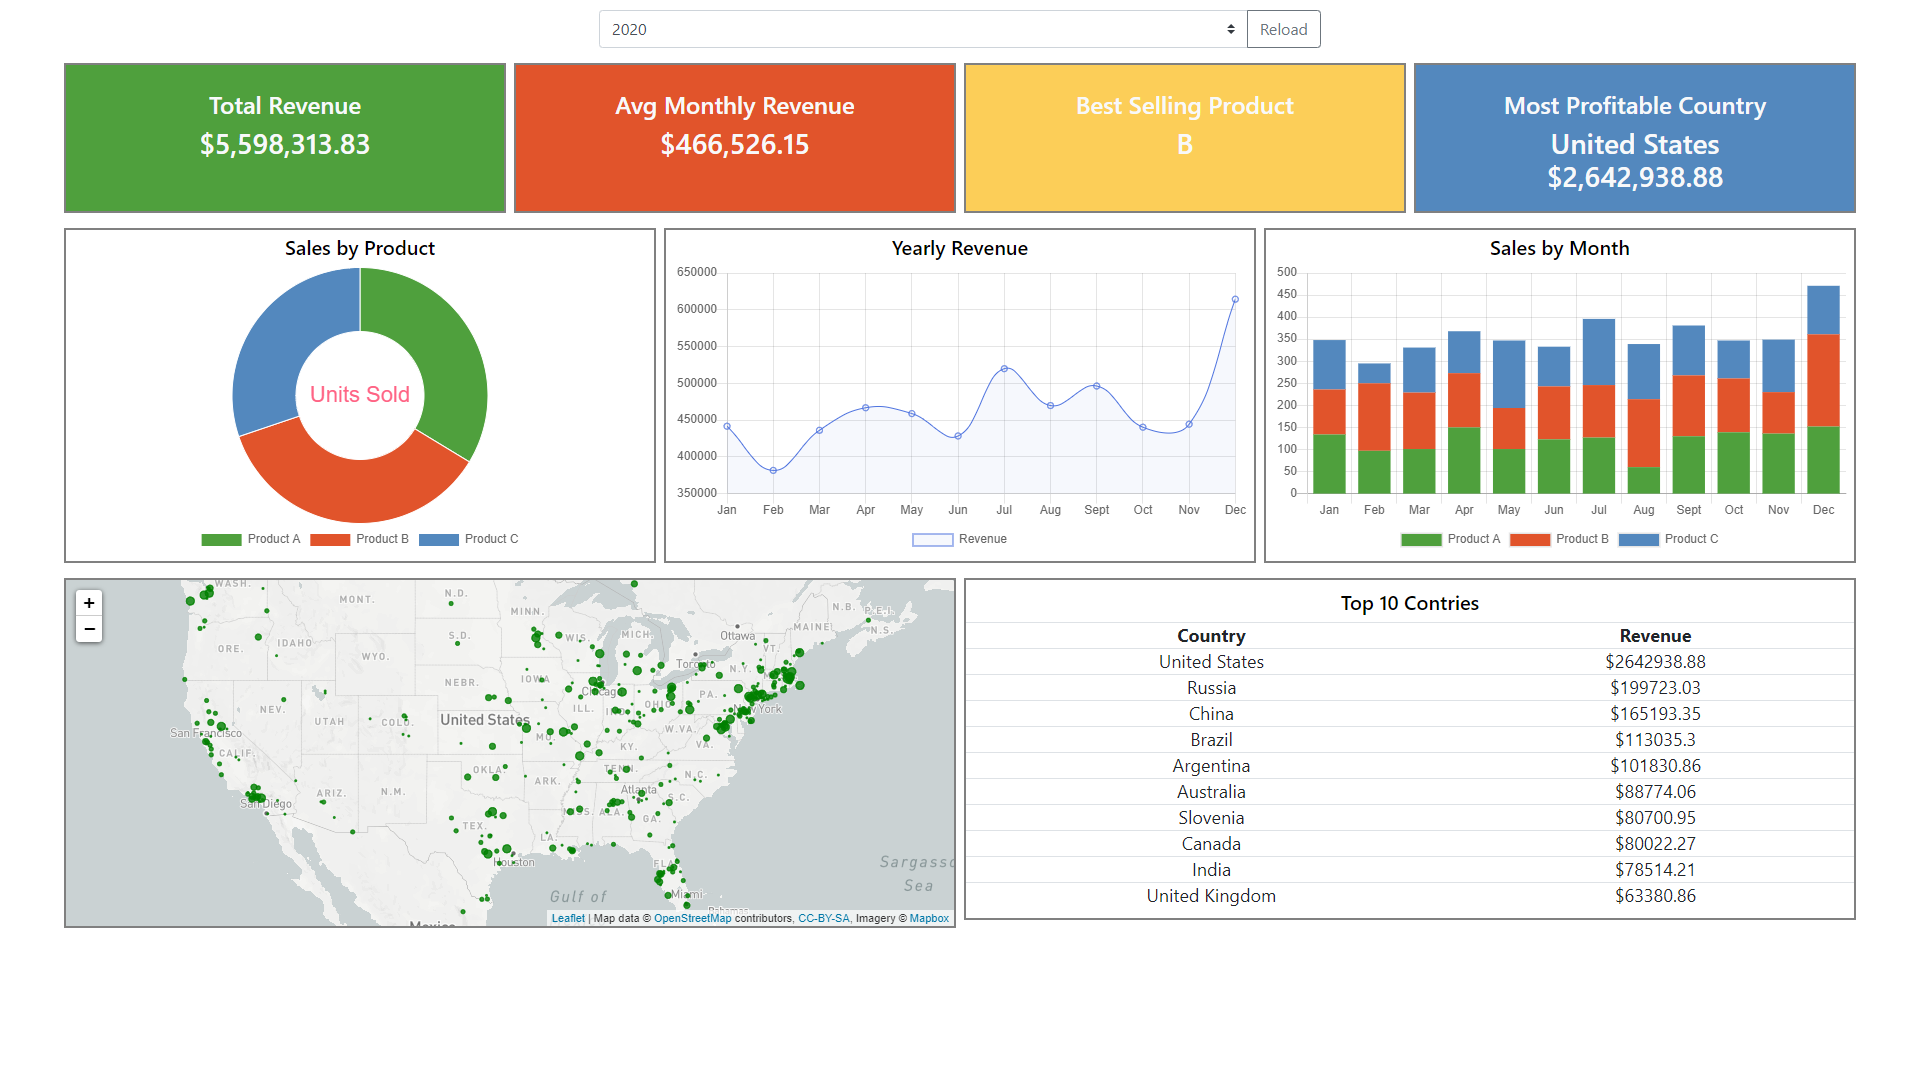 2020
Reload
Total Revenue
$5,598,313.83
Avg Monthly Revenue
$466,526.15
Best Selling Product
B
Most Profitable Country
United States
$2,642,938.88
Sales by Product
Units Sold
Product A Product B Product C
Yearly Revenue
650000
600000
550000
500000
450000
400000
350000
Jan Feb Mar Apr May Jun Jul Aug Sept Oct Nov Dec
Revenue
Sales by Month
500
450
400
350
300
250
200
150
100
50
0
Jan Feb Mar Apr May Jun Jul Aug Sept Oct Nov Dec
Product A Product B Product C
+
−
WASH.
MONT.
N.D.
MINN.
N.B.
P.E.I.
MAINE
N.S.
Ottawa
ORE.
IDAHO
S.D.
WIS.
MICH.
VT.
WYO.
Toronto
N.Y.
NEBR.
IOWA
Chicago
PA.
NEV.
UTAH
COLO.
United States
ILL.
OHIO
New York
San Francisco
MO.
W.VA.
CALIF.
KY.
VA.
OKLA.
TENN.
N.C.
ARIZ.
N.M.
ARK.
Atlanta
S.C.
San Diego
MISS.
ALA.
GA.
TEX.
LA.
Houston
FLA.
Sargasso
Sea
Gulf of
Miami
Bahamas
Mexico
Leaflet | Map data © OpenStreetMap contributors, CC-BY-SA, Imagery © Mapbox
Top 10 Contries
Country Revenue
United States $2642938.88
Russia $199723.03
China $165193.35
Brazil $113035.3
Argentina $101830.86
Australia $88774.06
Slovenia $80700.95
Canada $80022.27
India $78514.21
United Kingdom $63380.86